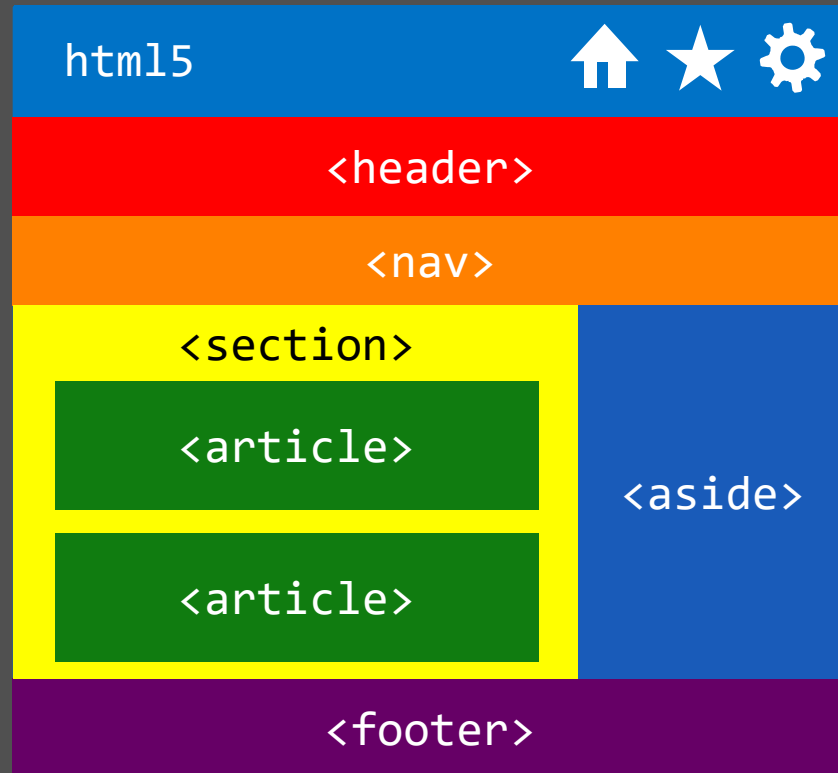 html5
<header>
<nav>
<section>
<article>
<aside>
<article>
<footer>